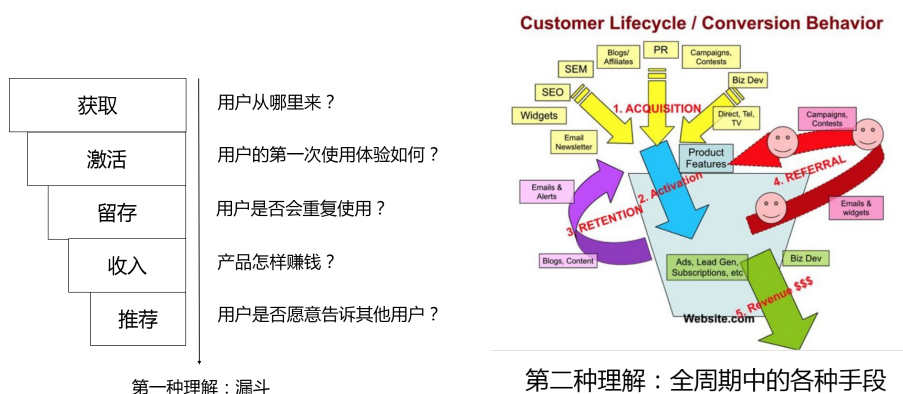 获取
用户从哪里来？
激活
用户的第一次使用体验如何？
留存
用户是否会重复使用？
收入
产品怎样赚钱？
推荐
用户是否愿意告诉其他用户？
第一种理解：漏斗
Customer Lifecycle / Conversion Behavior
SEM
Blogs/
Affiliates
PR
Campaigns,
Contests
Biz Dev
SEO
Widgets
1. ACQUISITION
Direct, Tel,
TV
Email
Newsletter
Product
Features
Campaigns,
Contests
4. REFERRAL
Emails &
Alerts
2. Activation
3. RETENTION
Emails &
widgets
Blogs, Content
Ads, Lead Gen,
Subscriptions, etc
Biz Dev
5. Revenue $$$
Website.com
第二种理解：全周期中的各种手段